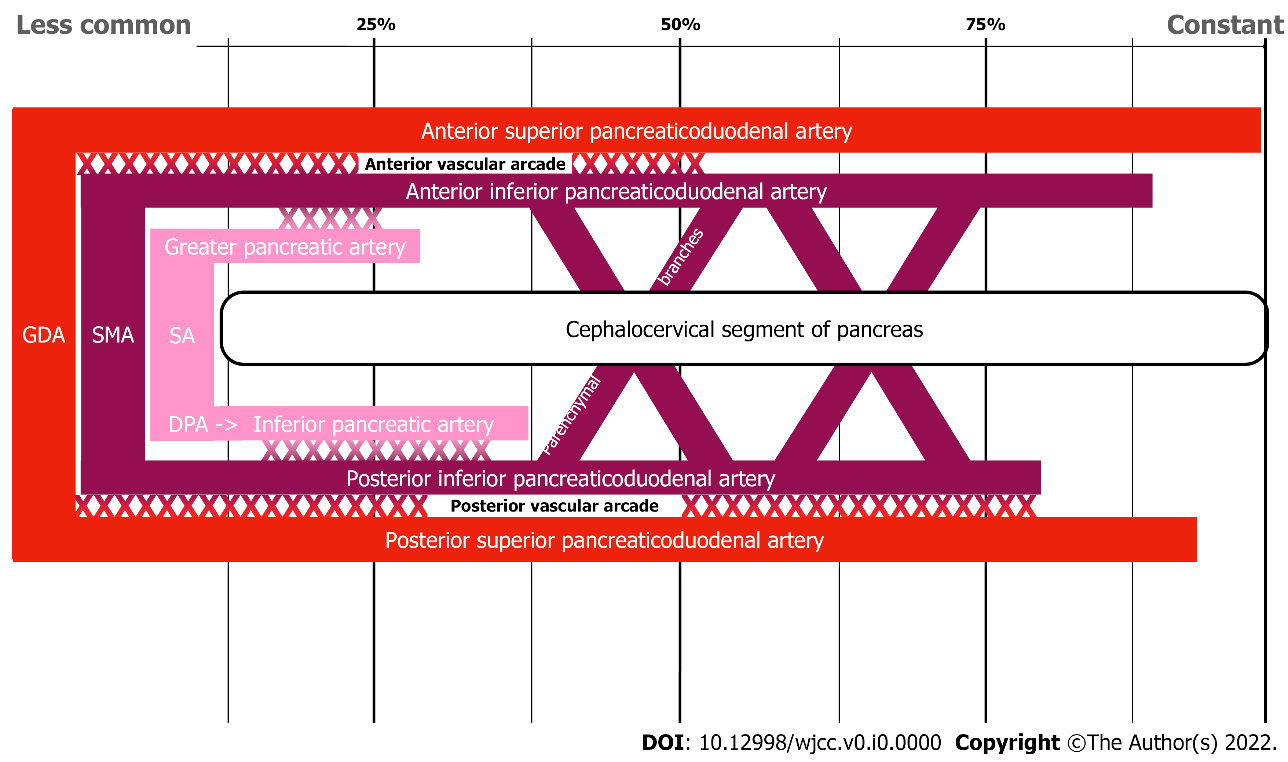 Less common 25% 50% 75% Constant
Anterior superior pancreaticoduodenal artery
Anterior vascular arcade
Anterior inferior pancreaticoduodenal artery
Greater pancreatic artery
branches
GDA SMA SA Cephalocervical segment of pancreas
Parenchymal
DPA -> Inferior pancreatic artery
Posterior inferior pancreaticoduodenal artery
Posterior vascular arcade
Posterior superior pancreaticoduodenal artery
DOI: 10.12998/wjcc.v0.i0.0000 Copyright ©The Author(s) 2022.